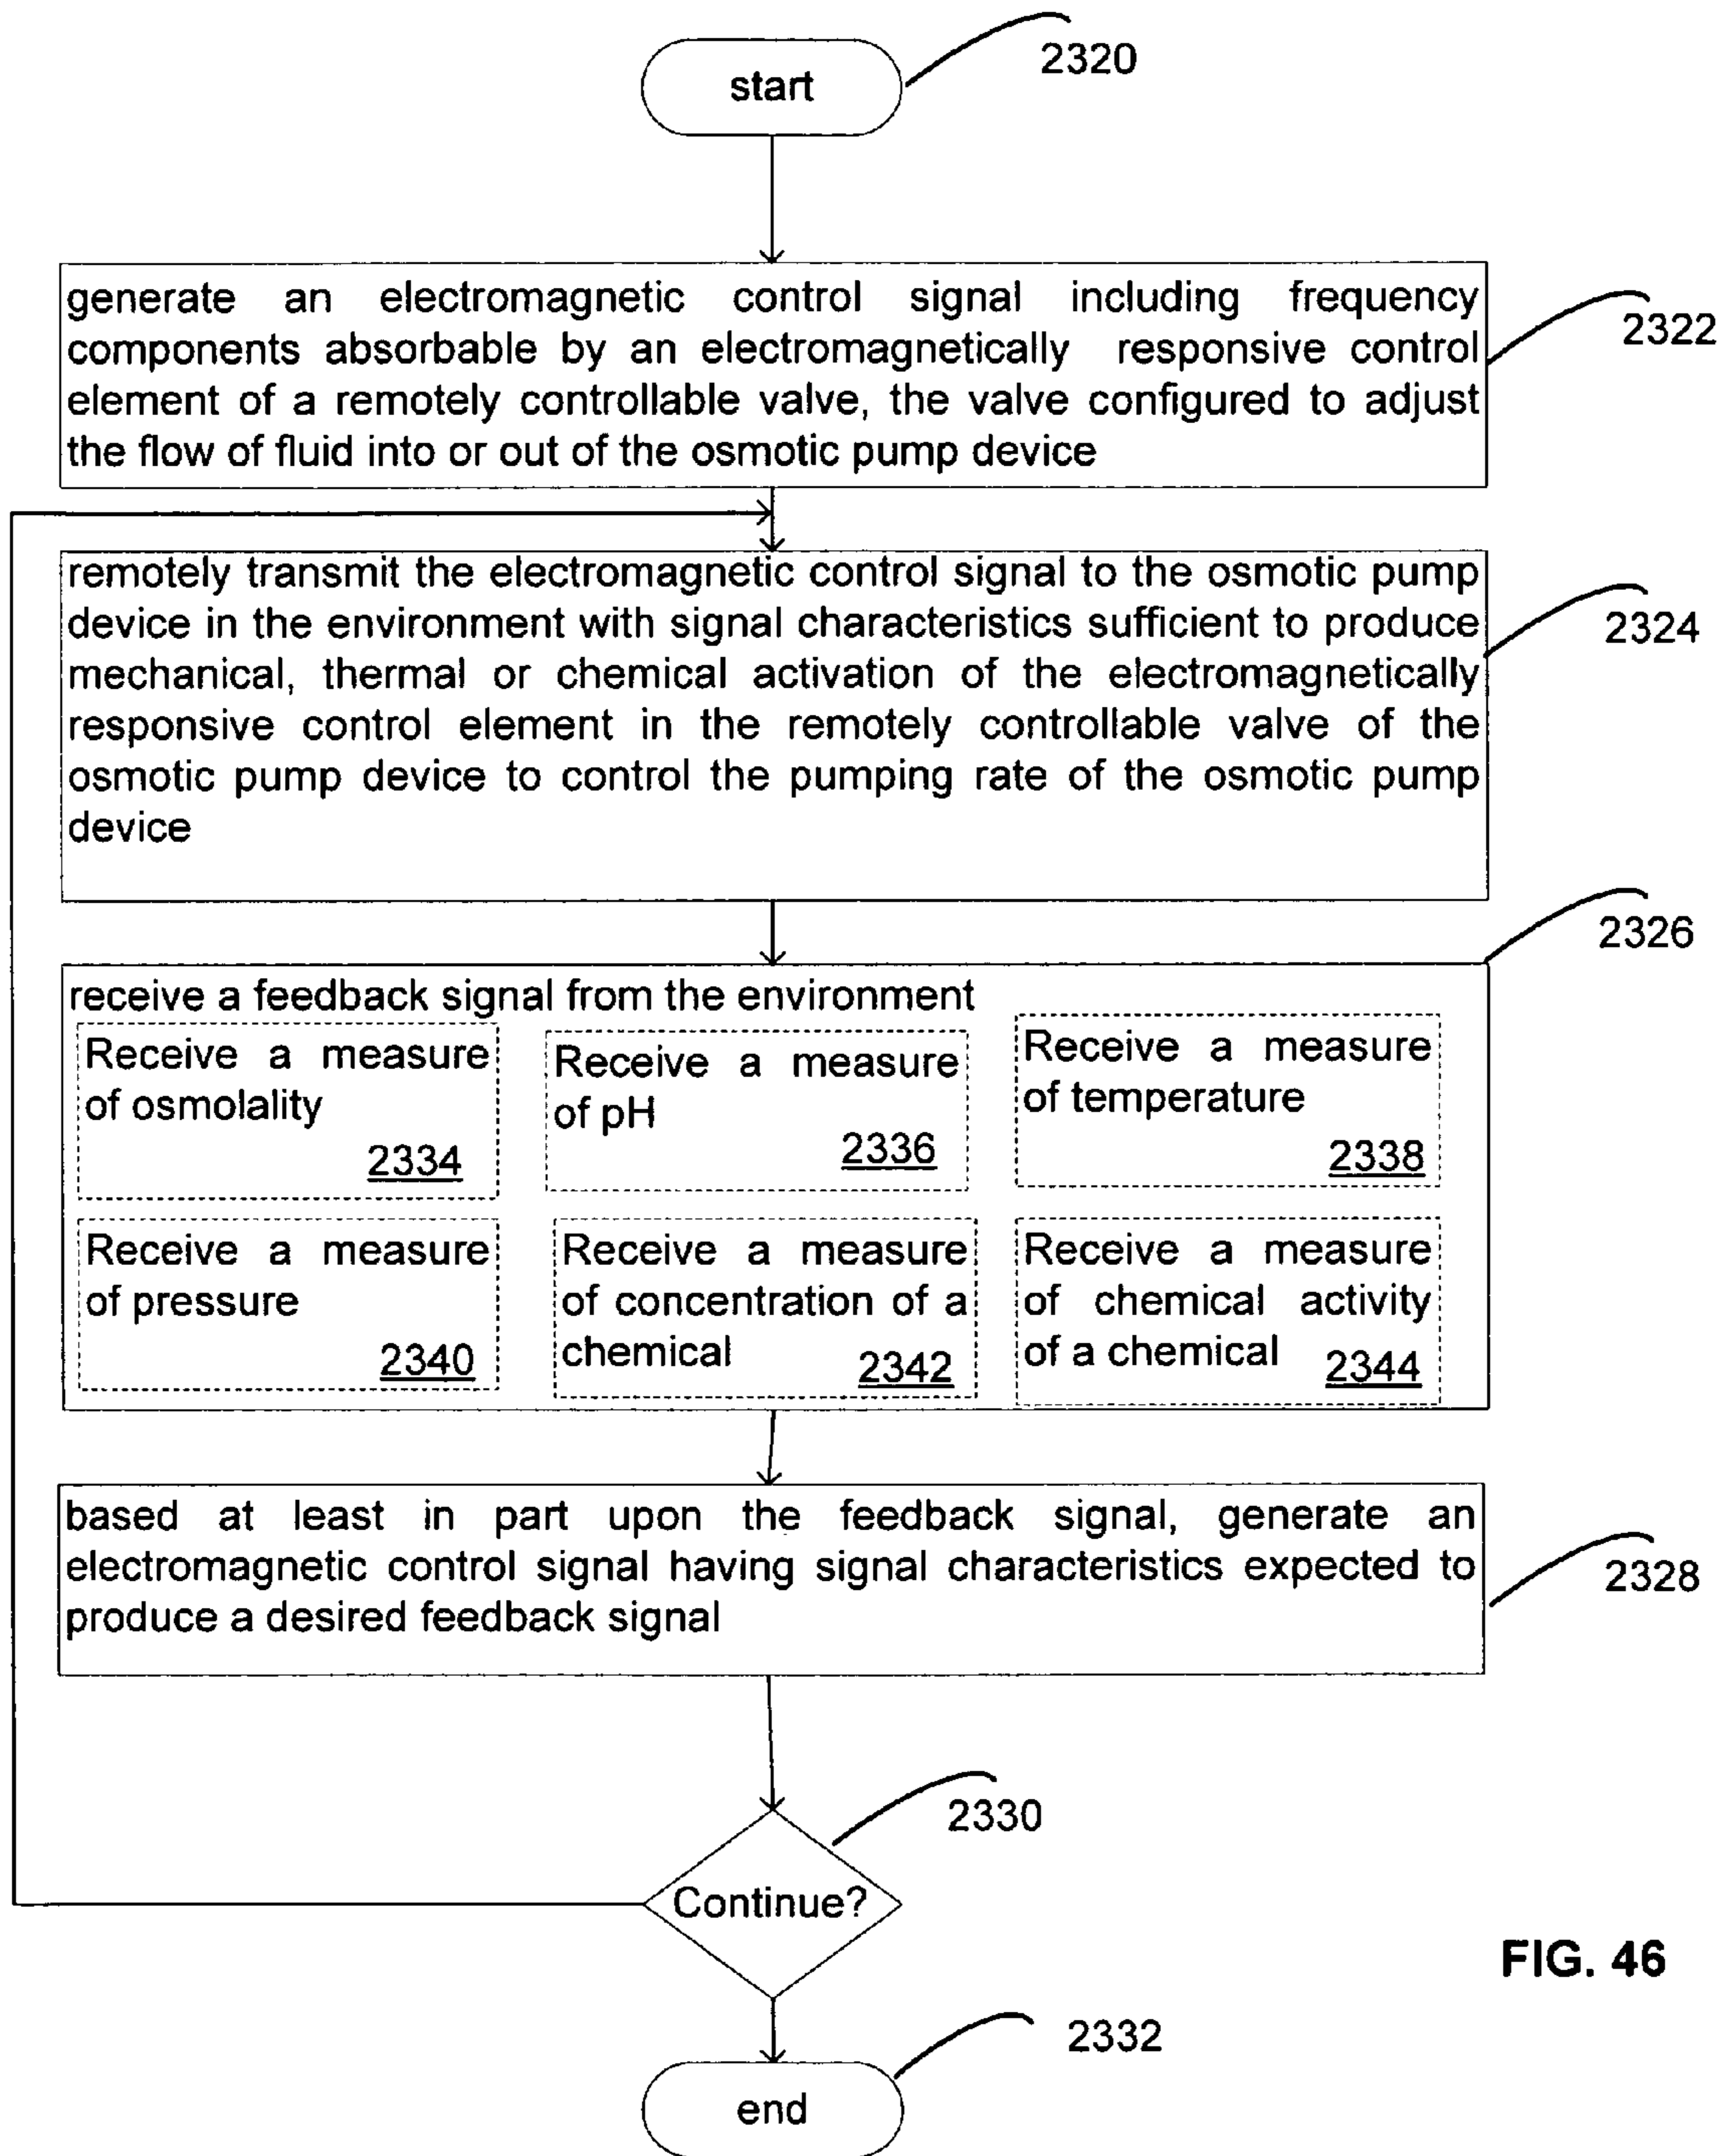 start
2320
generate an electromagnetic control signal including frequency
components absorbable by an electromagnetically responsive control
element of a remotely controllable valve, the valve configured to adjust
the flow of fluid into or out of the osmotic pump device
2322
remotely transmit the electromagnetic control signal to the osmotic pump
device in the environment with signal characteristics sufficient to produce
mechanical, thermal or chemical activation of the electromagnetically
responsive control element in the remotely controllable valve of the
osmotic pump device to control the pumping rate of the osmotic pump
device
2324
2326
receive a feedback signal from the environment
Receive a measure
of osmolality
2334
Receive a measure
of pH
2336
Receive a measure
of temperature
2338
Receive a measure
of pressure
2340
Receive a measure
of concentration of a
chemical
2342
Receive a measure
of chemical activity
of a chemical
2344
based at least in part upon the feedback signal, generate an
electromagnetic control signal having signal characteristics expected to
produce a desired feedback signal
2328
2330
Continue?
FIG. 46
2332
end